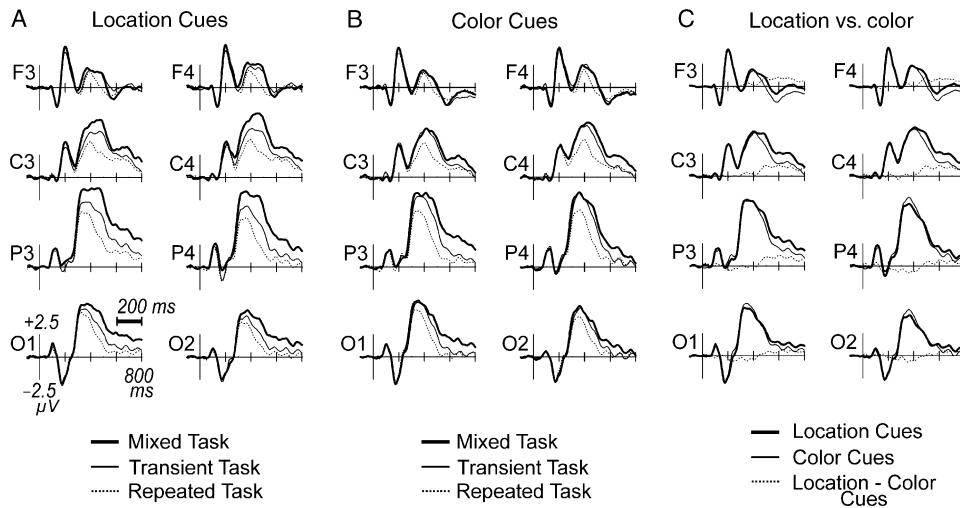 A Location Cues
B Color Cues
C Location vs. color
F3 F4 F3 F4 F3 F4
C3 C4 C3 C4 C3 C4
P3 P4 P3 P4 P3 P4
200 ms
+2.5
O1 O2 O1 O2 O1 O2
800
ms
−2.5
µV
Mixed Task
Transient Task
Repeated Task
Mixed Task
Transient Task
Repeated Task
Location Cues
Color Cues
Location - Color
Cues